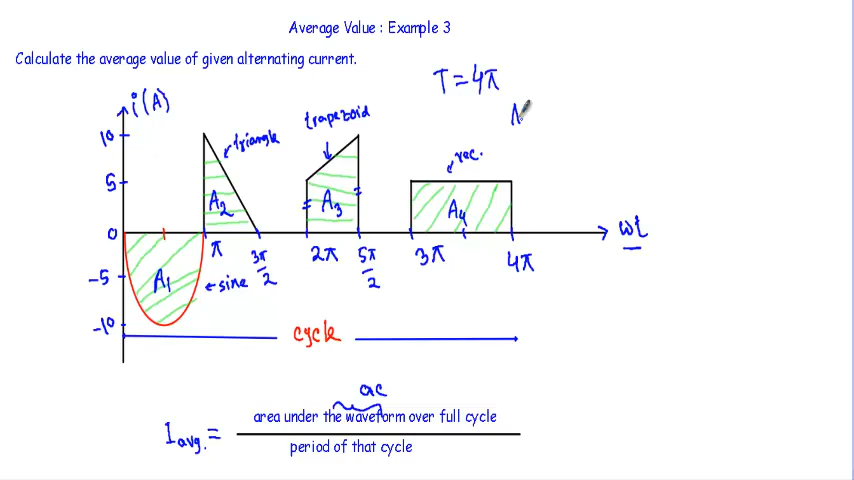 Average Value : Example 3
Calculate the average value of given alternating current.
T = 4π
i(A)
trapezoid
10
triangle
rec.
5
A2
A3
A4
0
π
3π/2
2π
5π/2
3π
4π
wt
-5
A1
sine
-10
cycle
ac
area under the waveform over full cycle
Iavg. =
period of that cycle